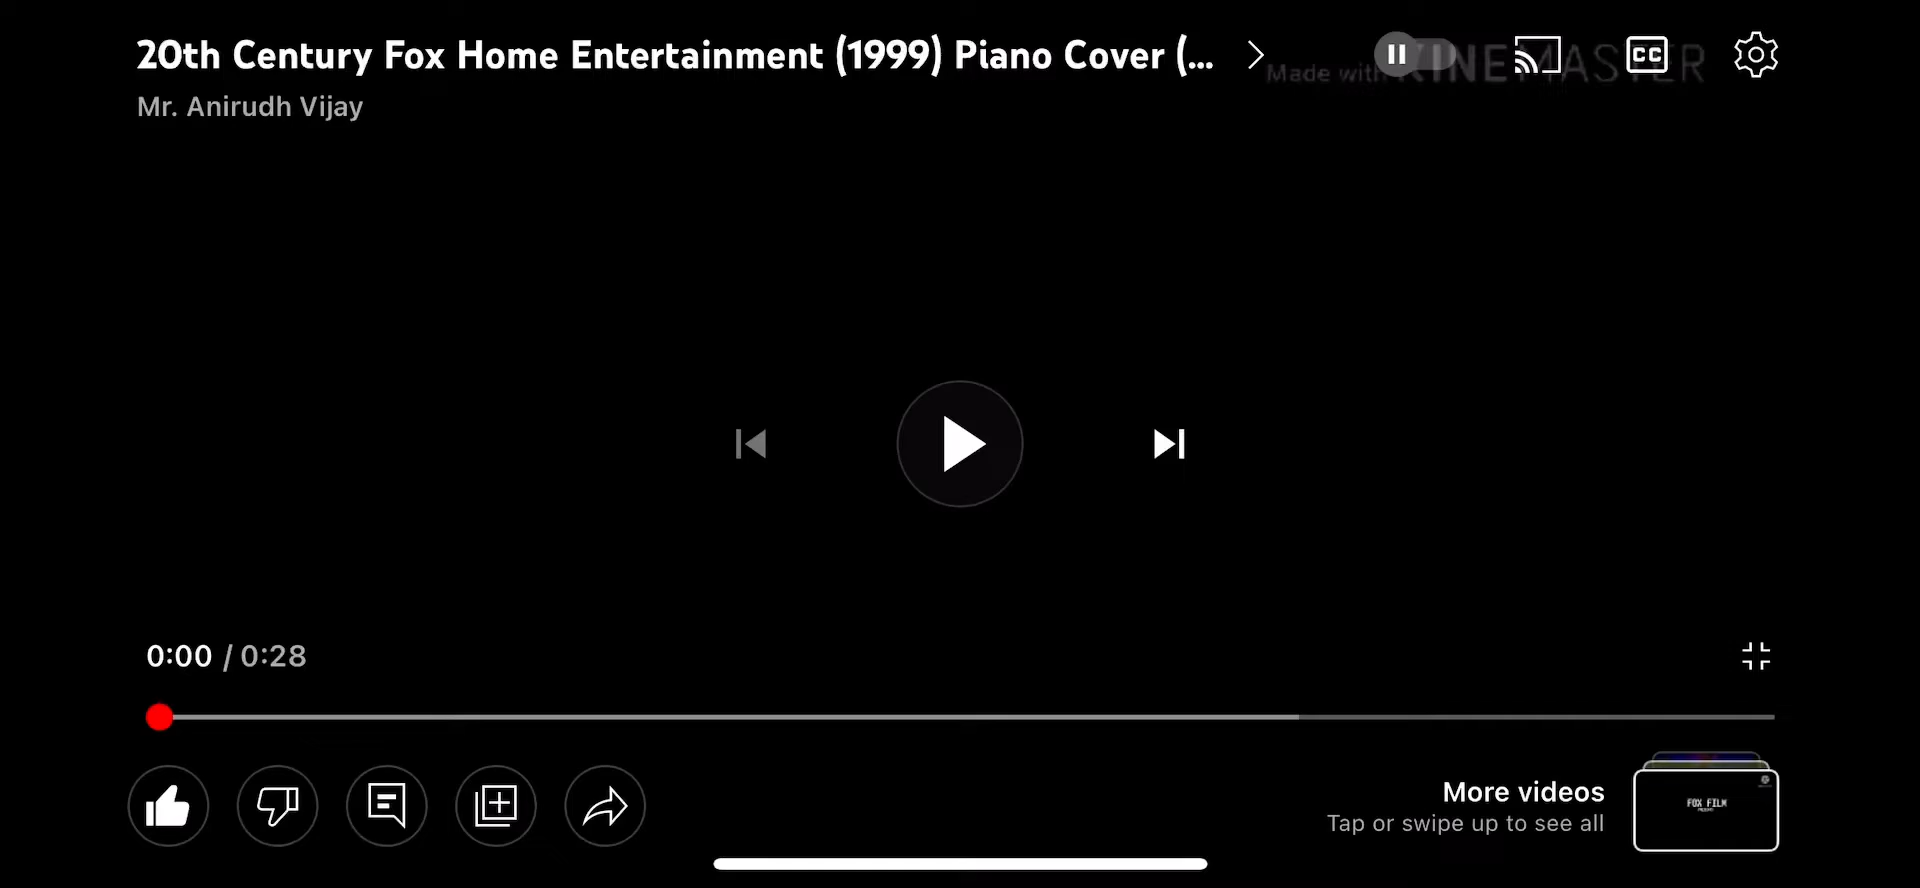 20th Century Fox Home Entertainment (1999) Piano Cover (...
Made with KINEMASTER
CC
Mr. Anirudh Vijay
0:00 / 0:28
More videos
Tap or swipe up to see all
FOX FILM